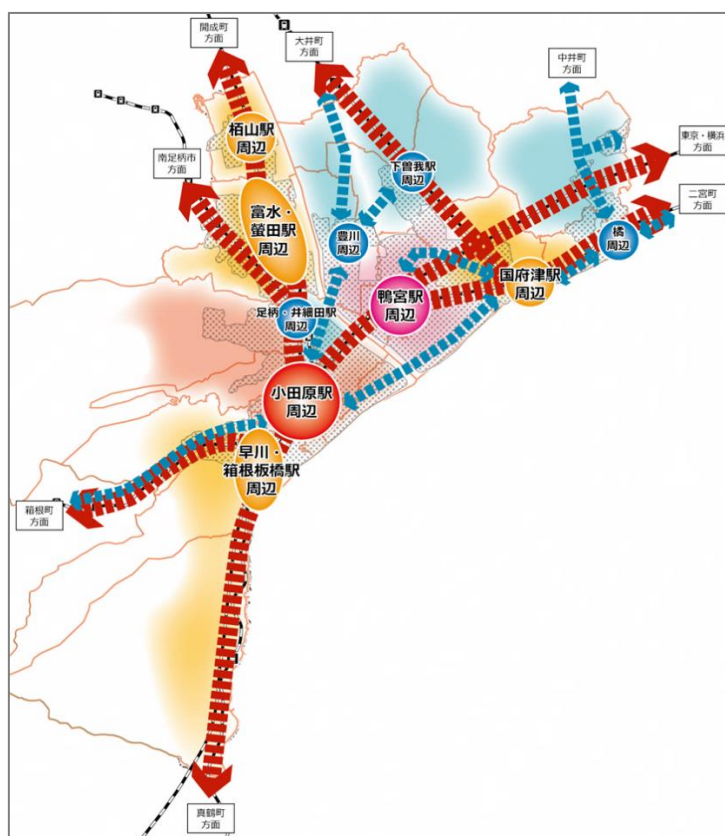 開成町
方面
大井町
方面
中井町
方面
東京・横浜
方面
栢山駅
周辺
南足柄市
方面
下曽我駅
周辺
二宮町
方面
富水・
螢田駅
周辺
豊川
周辺
橘
周辺
国府津駅
周辺
鴨宮駅
周辺
足柄・井細田駅
周辺
小田原駅
周辺
早川・
箱根板橋駅
周辺
箱根町
方面
真鶴町
方面